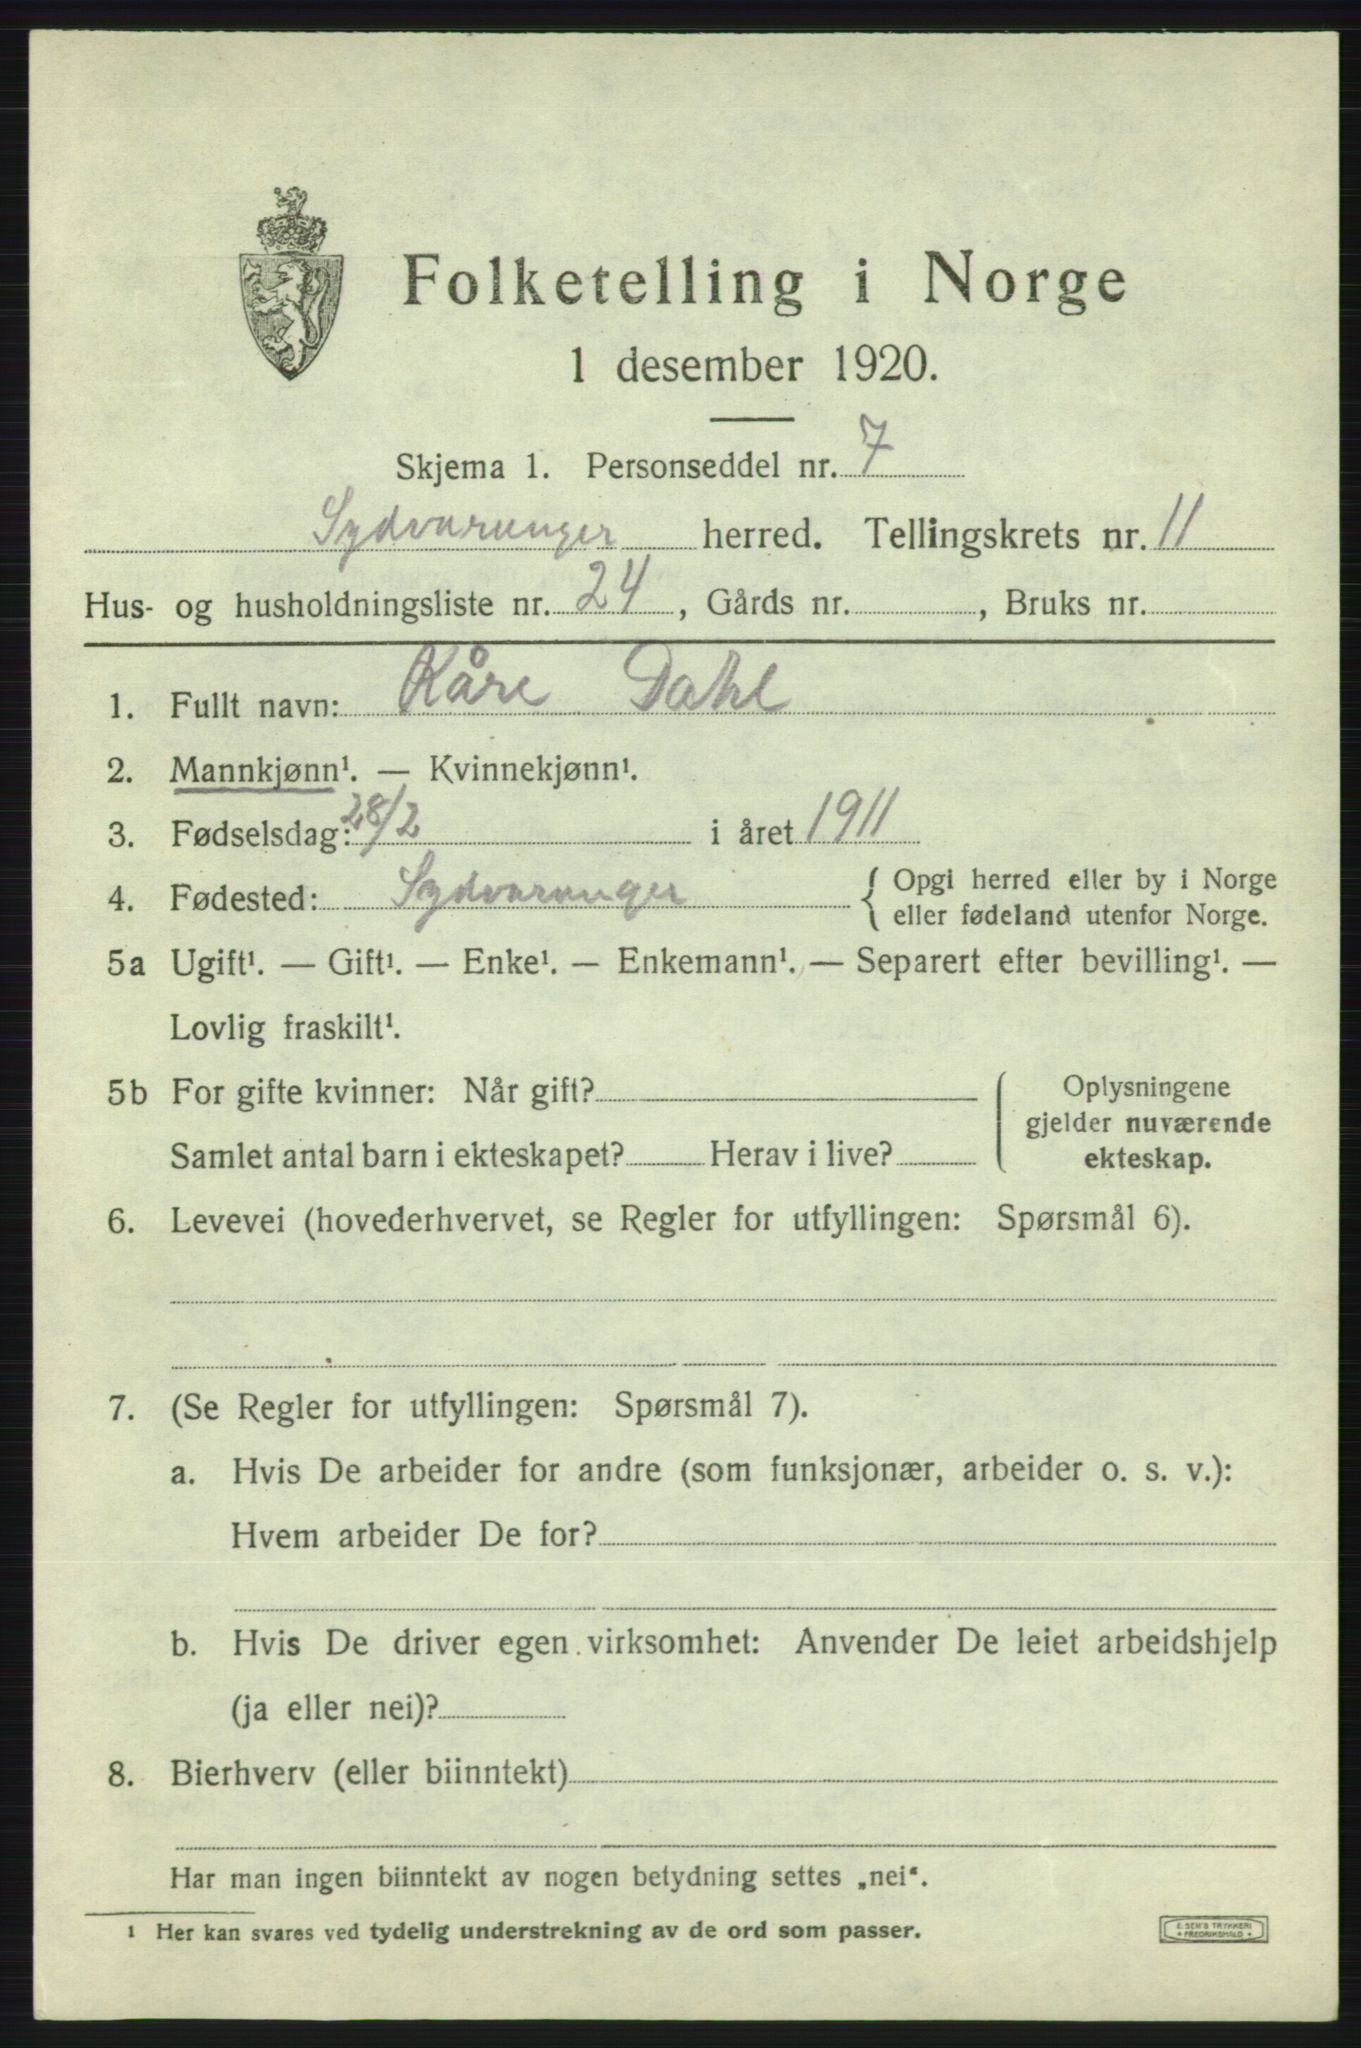 Folketelling i Norge
1 desember 1920.
Skjema 1. Personseddel nr. 7
Sydvaranger herred. Tellingskrets nr. 11
Hus- og husholdningsliste nr. 24, Gårds nr. , Bruks nr.
1. Fullt navn: Kåre Dahl
2. Mannkjønn¹. — Kvinnekjønn¹.
3. Fødselsdag: 28/2 i året 1911
4. Fødested: Sydvaranger { Opgi herred eller by i Norge
eller fødeland utenfor Norge.
5a Ugift¹. — Gift¹. — Enke¹. — Enkemann¹. — Separert efter bevilling¹. —
Lovlig fraskilt¹.
5b For gifte kvinner: Når gift?
Samlet antal barn i ekteskapet? Herav i live?
Oplysningene
gjelder nuværende
ekteskap.
6. Levevei (hovederhvervet, se Regler for utfyllingen: Spørsmål 6).
7. (Se Regler for utfyllingen: Spørsmål 7).
a. Hvis De arbeider for andre (som funksjonær, arbeider o. s. v.):
Hvem arbeider De for?
b. Hvis De driver egen virksomhet: Anvender De leiet arbeidshjelp
(ja eller nei)?
8. Bierhverv (eller biinntekt)
Har man ingen biinntekt av nogen betydning settes „nei“.
1 Her kan svares ved tydelig understrekning av de ord som passer.
E. SEM'S TRYKKERI
• FREDRIKSHALD •